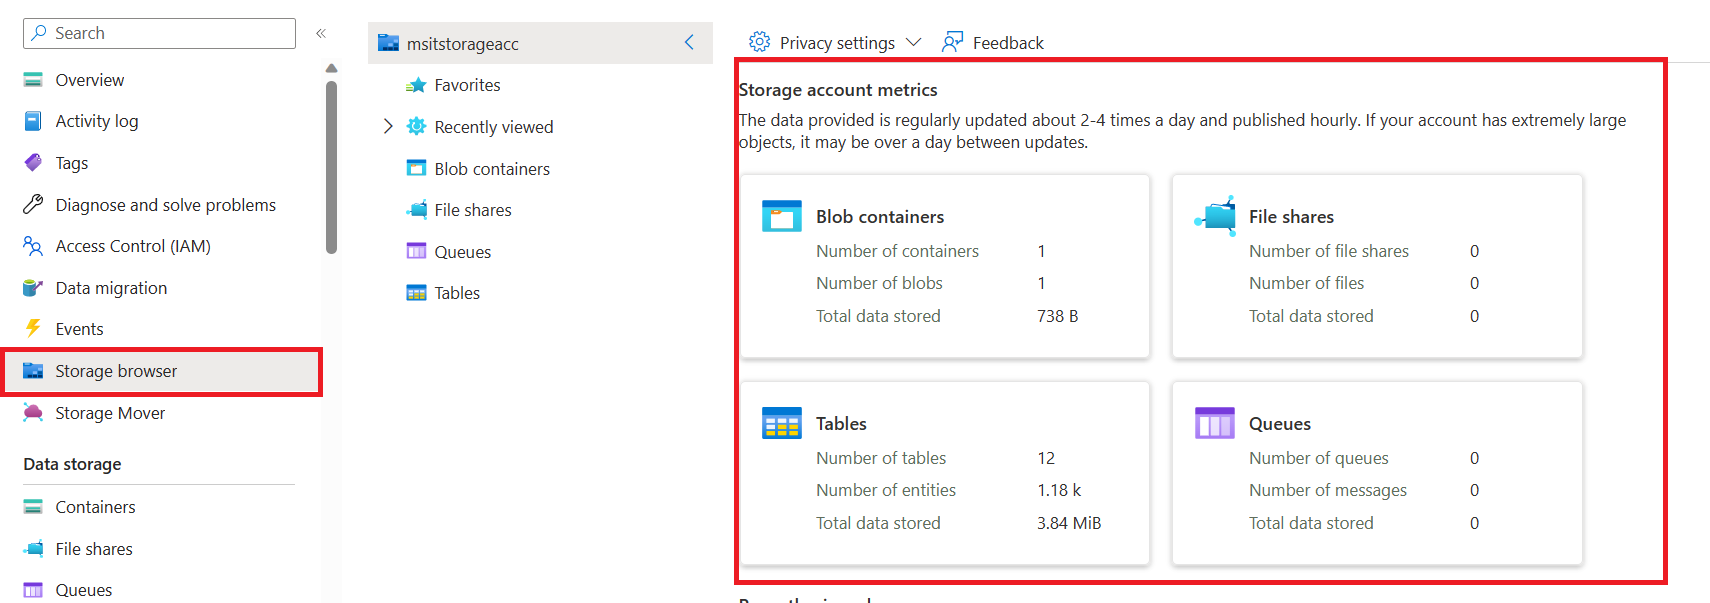 Search
«
Overview
Activity log
Tags
Diagnose and solve problems
Access Control (IAM)
Data migration
Events
Storage browser
Storage Mover
Data storage
Containers
File shares
Queues
msitstorageacc
Favorites
Recently viewed
Blob containers
File shares
Queues
Tables
Privacy settings
Feedback
Storage account metrics
The data provided is regularly updated about 2-4 times a day and published hourly. If your account has extremely large
objects, it may be over a day between updates.
Blob containers
Number of containers 1
Number of blobs 1
Total data stored 738 B
File shares
Number of file shares 0
Number of files 0
Total data stored 0
Tables
Number of tables 12
Number of entities 1.18 k
Total data stored 3.84 MiB
Queues
Number of queues 0
Number of messages 0
Total data stored 0